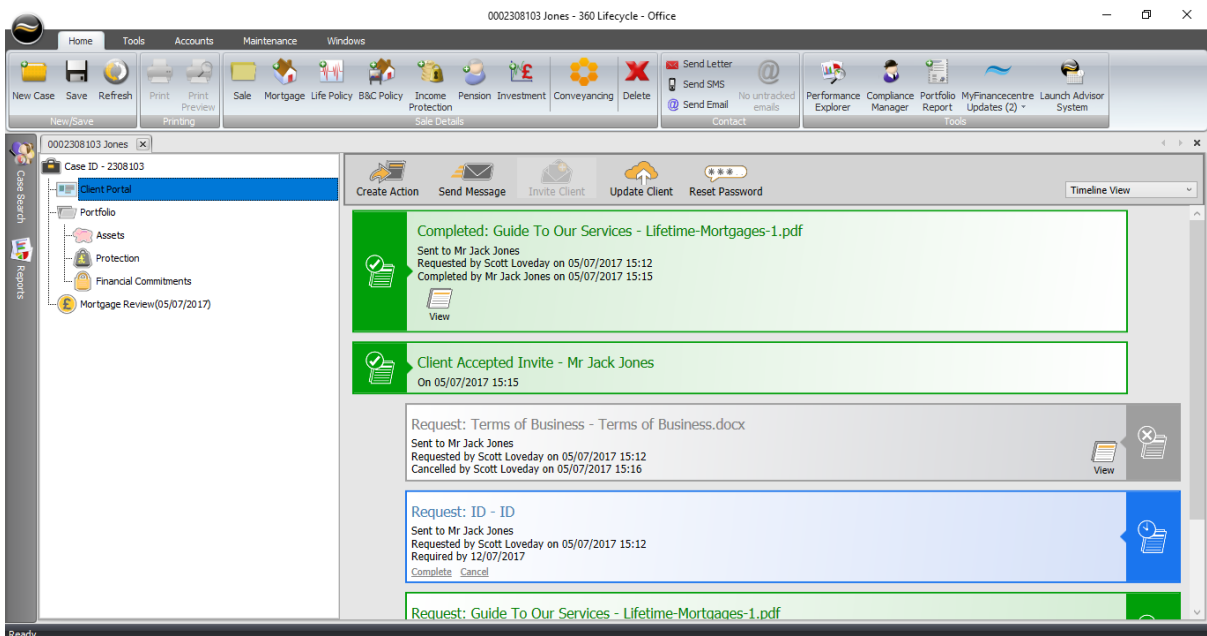 0002308103 Jones - 360 Lifecycle - Office
Home Tools Accounts Maintenance Windows
New Case Save Refresh Print Print Preview Sale Mortgage Life Policy B&C Policy Income Protection Pension Investment Conveyancing Delete
Send Letter
Send SMS
@ Send Email
@ No untracked emails
Performance Explorer Compliance Manager Portfolio Report MyFinancecentre Updates (2) Launch Advisor System
New/Save Printing Sale Details Contact Tools
0002308103 Jones
Case Search
Reports
Case ID - 2308103
Client Portal
Portfolio
Assets
Protection
Financial Commitments
£ Mortgage Review(05/07/2017)
Create Action Send Message Invite Client Update Client Reset Password Timeline View
Completed: Guide To Our Services - Lifetime-Mortgages-1.pdf
Sent to Mr Jack Jones
Requested by Scott Loveday on 05/07/2017 15:12
Completed by Mr Jack Jones on 05/07/2017 15:15
View
Client Accepted Invite - Mr Jack Jones
On 05/07/2017 15:15
Request: Terms of Business - Terms of Business.docx
Sent to Mr Jack Jones
Requested by Scott Loveday on 05/07/2017 15:12
Cancelled by Scott Loveday on 05/07/2017 15:16
View
Request: ID - ID
Sent to Mr Jack Jones
Requested by Scott Loveday on 05/07/2017 15:12
Required by 12/07/2017
Complete Cancel
Request: Guide To Our Services - Lifetime-Mortgages-1.pdf
Ready